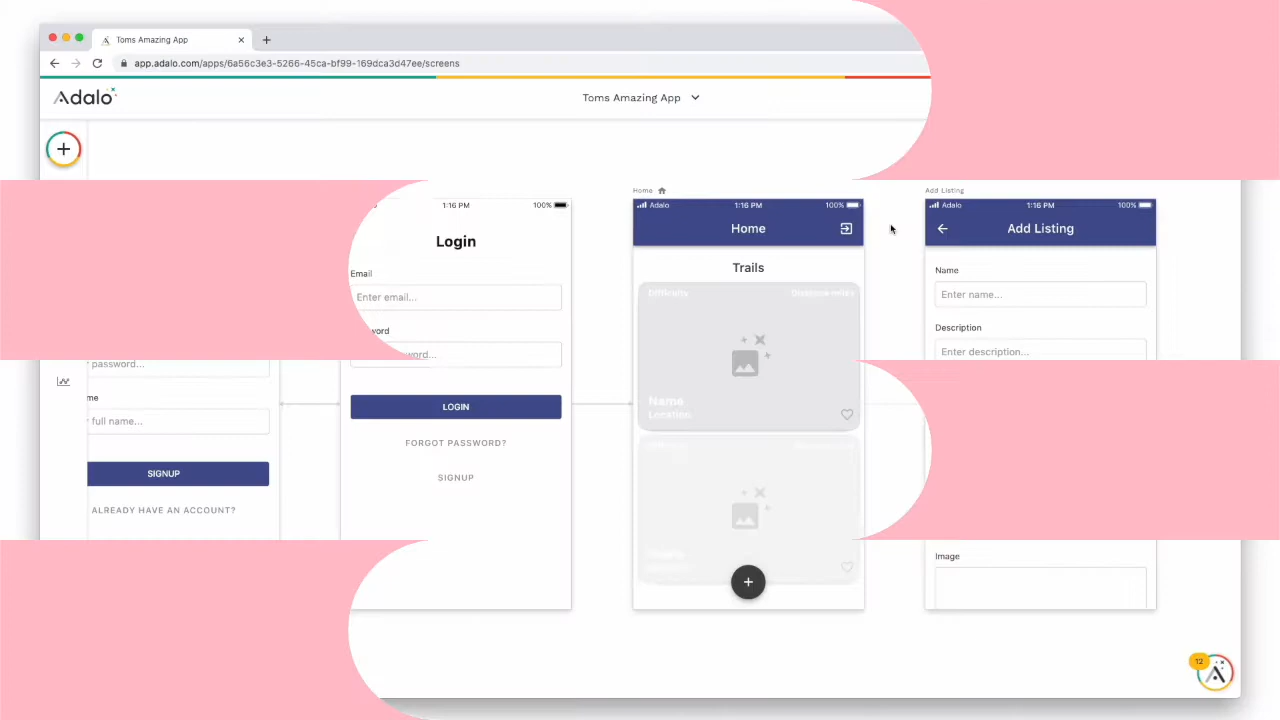 Toms Amazing App
app.adalo.com/apps/6a56c3e3-5266-45ca-bf99-169dca3d47ee/screens
Adalo
Toms Amazing App
Home
Add Listing
1:16 PM
100%
Adalo
1:16 PM
100%
Adalo
1:16 PM
100%
Login
Home
Add Listing
Email
Enter email...
Trails
Name
Enter name...
Difficulty
Distance miles
Description
Enter description...
password...
full name...
LOGIN
Name
Location
FORGOT PASSWORD?
SIGNUP
SIGNUP
ALREADY HAVE AN ACCOUNT?
Image
12